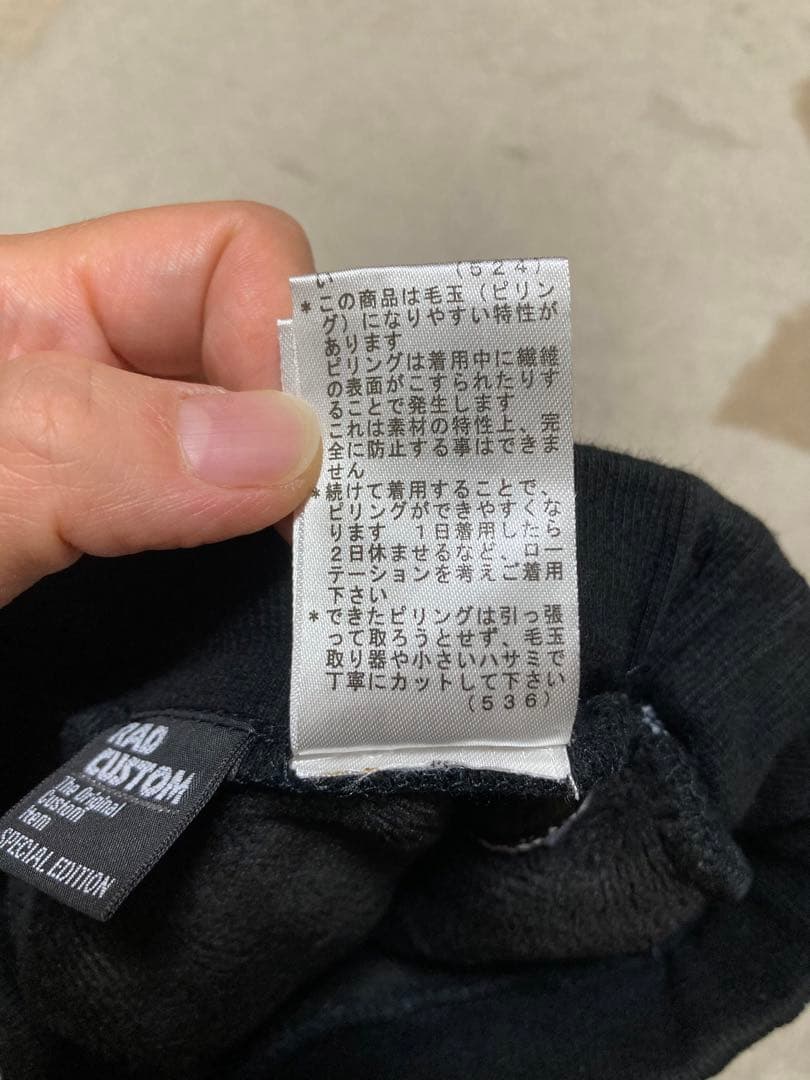 い (524)
*この商品は毛玉(ピリン
グ)になりやすい特性が
あります
ピリングは着用中に繊維
の表面がこすられたりす
ることで発生します
これは素材の特性上、完
全に防止する事はできま
せん
*続けて着用することで、
ピリングができやすくな
ります 1日着用したら
2日休ませるなど、ロー
テーションを考えご着用
下さい
*できたピリングは引っ張
って取ろうとせず、毛玉
取り器や小さいハサミで
丁寧にカットして下さい
(536)
RAD
CUSTOM
The Original
Custom
Item
SPECIAL EDITION